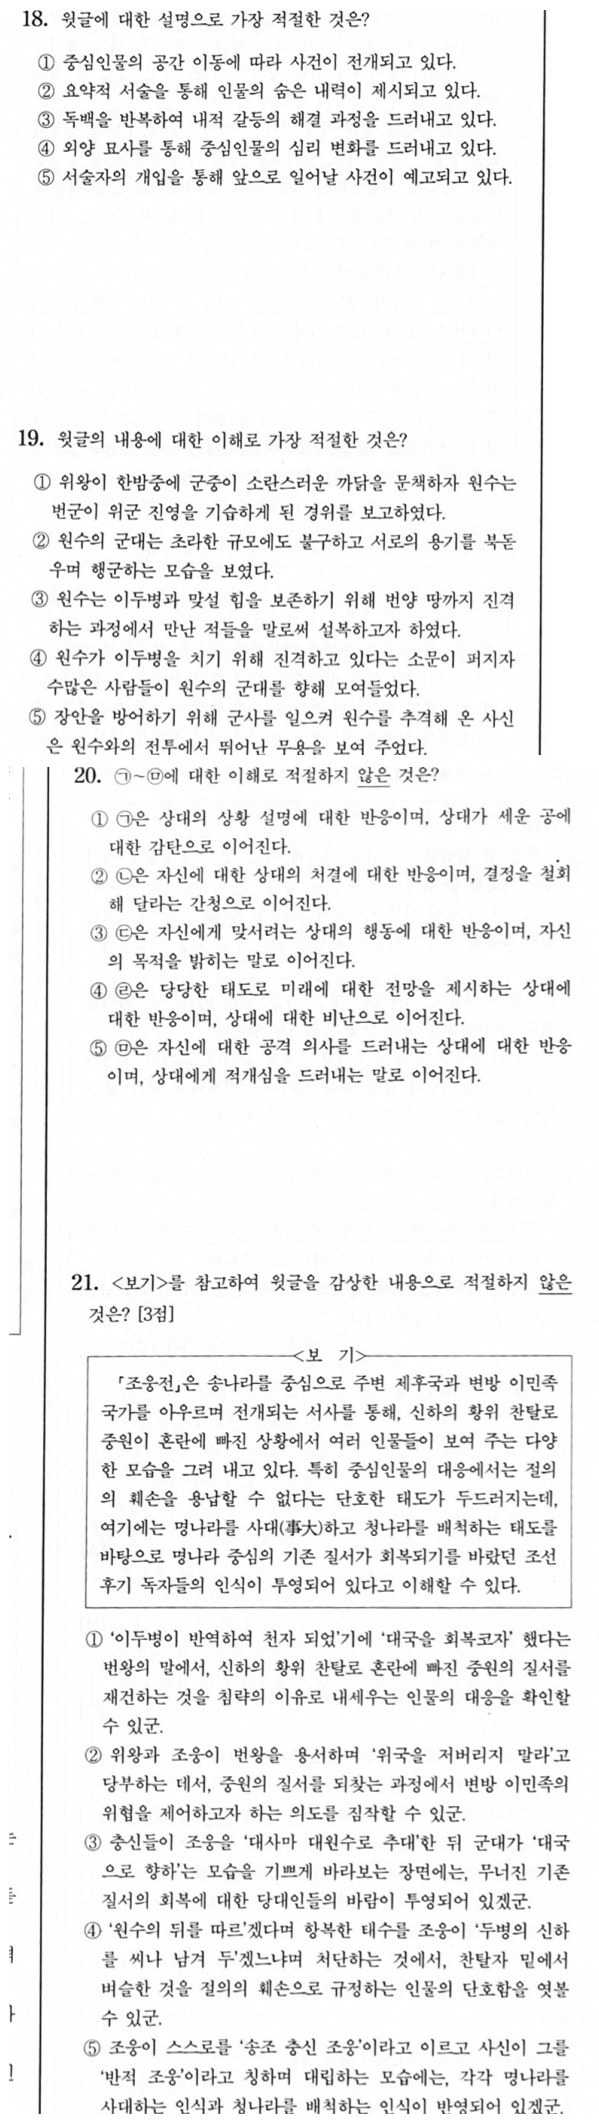 18. 윗글에 대한 설명으로 가장 적절한 것은?
① 중심인물의 공간 이동에 따라 사건이 전개되고 있다.
② 요약적 서술을 통해 인물의 숨은 내력이 제시되고 있다.
③ 독백을 반복하여 내적 갈등의 해결 과정을 드러내고 있다.
④ 외양 묘사를 통해 중심인물의 심리 변화를 드러내고 있다.
⑤ 서술자의 개입을 통해 앞으로 일어날 사건이 예고되고 있다.
19. 윗글의 내용에 대한 이해로 가장 적절한 것은?
① 위왕이 한밤중에 군중이 소란스러운 까닭을 문책하자 원수는
번군이 위군 진영을 기습하게 된 경위를 보고하였다.
② 원수의 군대는 초라한 규모에도 불구하고 서로의 용기를 북돋
우며 행군하는 모습을 보였다.
③ 원수는 이두병과 맞설 힘을 보존하기 위해 번양 땅까지 진격
하는 과정에서 만난 적들을 말로써 설복하고자 하였다.
④ 원수가 이두병을 치기 위해 진격하고 있다는 소문이 퍼지자
수많은 사람들이 원수의 군대를 향해 모여들었다.
⑤ 장안을 방어하기 위해 군사를 일으켜 원수를 추격해 온 사신
은 원수와의 전투에서 뛰어난 무용을 보여 주었다.
20. ㉠~㉤에 대한 이해로 적절하지 않은 것은?
① ㉠은 상대의 상황 설명에 대한 반응이며, 상대가 세운 공에
대한 감탄으로 이어진다.
② ㉡은 자신에 대한 상대의 처결에 대한 반응이며, 결정을 철회
해 달라는 간청으로 이어진다.
③ ㉢은 자신에게 맞서려는 상대의 행동에 대한 반응이며, 자신
의 목적을 밝히는 말로 이어진다.
④ ㉣은 당당한 태도로 미래에 대한 전망을 제시하는 상대에
대한 반응이며, 상대에 대한 비난으로 이어진다.
⑤ ㉤은 자신에 대한 공격 의사를 드러내는 상대에 대한 반응
이며, 상대에게 적개심을 드러내는 말로 이어진다.
21. <보기>를 참고하여 윗글을 감상한 내용으로 적절하지 않은
것은? [3점]
<보 기>
「조웅전」은 송나라를 중심으로 주변 제후국과 변방 이민족
국가를 아우르며 전개되는 서사를 통해, 신하의 황위 찬탈로
중원이 혼란에 빠진 상황에서 여러 인물들이 보여 주는 다양
한 모습을 그려 내고 있다. 특히 중심인물의 대응에서는 절의
의 훼손을 용납할 수 없다는 단호한 태도가 두드러지는데,
여기에는 명나라를 사대(事大)하고 청나라를 배척하는 태도를
바탕으로 명나라 중심의 기존 질서가 회복되기를 바랐던 조선
후기 독자들의 인식이 투영되어 있다고 이해할 수 있다.
① '이두병이 반역하여 천자 되었'기에 '대국을 회복코자' 했다는
번왕의 말에서, 신하의 황위 찬탈로 혼란에 빠진 중원의 질서를
재건하는 것을 침략의 이유로 내세우는 인물의 대응을 확인할
수 있군.
② 위왕과 조웅이 번왕을 용서하며 '위국을 저버리지 말라'고
당부하는 데서, 중원의 질서를 되찾는 과정에서 변방 이민족의
위협을 제어하고자 하는 의도를 짐작할 수 있군.
③ 충신들이 조웅을 '대사마 대원수로 추대'한 뒤 군대가 '대국
으로 향하'는 모습을 기쁘게 바라보는 장면에는, 무너진 기존
질서의 회복에 대한 당대인들의 바람이 투영되어 있겠군.
④ '원수의 뒤를 따르'겠다며 항복한 태수를 조웅이 '두병의 신하
를 씨나 남겨 두'겠느냐며 처단하는 것에서, 찬탈자 밑에서
벼슬한 것을 절의의 훼손으로 규정하는 인물의 단호함을 엿볼
수 있군.
⑤ 조웅이 스스로를 '송조 충신 조웅'이라고 이르고 사신이 그를
'반적 조웅'이라고 칭하며 대립하는 모습에는, 각각 명나라를
사대하는 인식과 청나라를 배척하는 인식이 반영되어 있겠군.